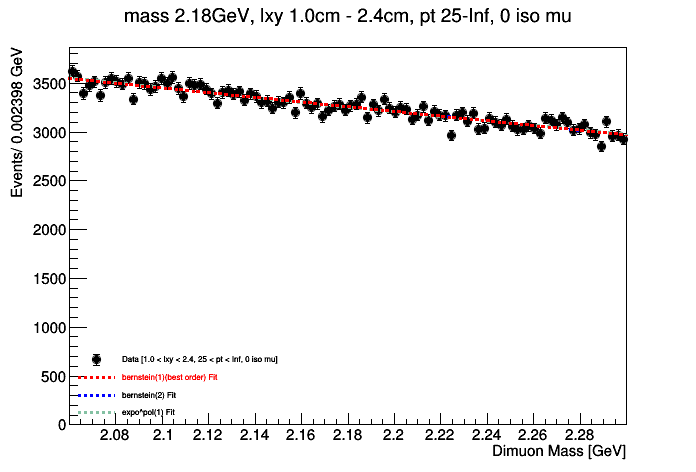 mass 2.18GeV, lxy 1.0cm - 2.4cm, pt 25-Inf, 0 iso mu
Events/ 0.002398 GeV
3500
3000
2500
2000
1500
1000
500
0
Data [1.0 < lxy < 2.4, 25 < pt < Inf, 0 iso mu]
bernstein(1)(best order) Fit
bernstein(2) Fit
expo^pol(1) Fit
2.08 2.1 2.12 2.14 2.16 2.18 2.2 2.22 2.24 2.26 2.28
Dimuon Mass [GeV]